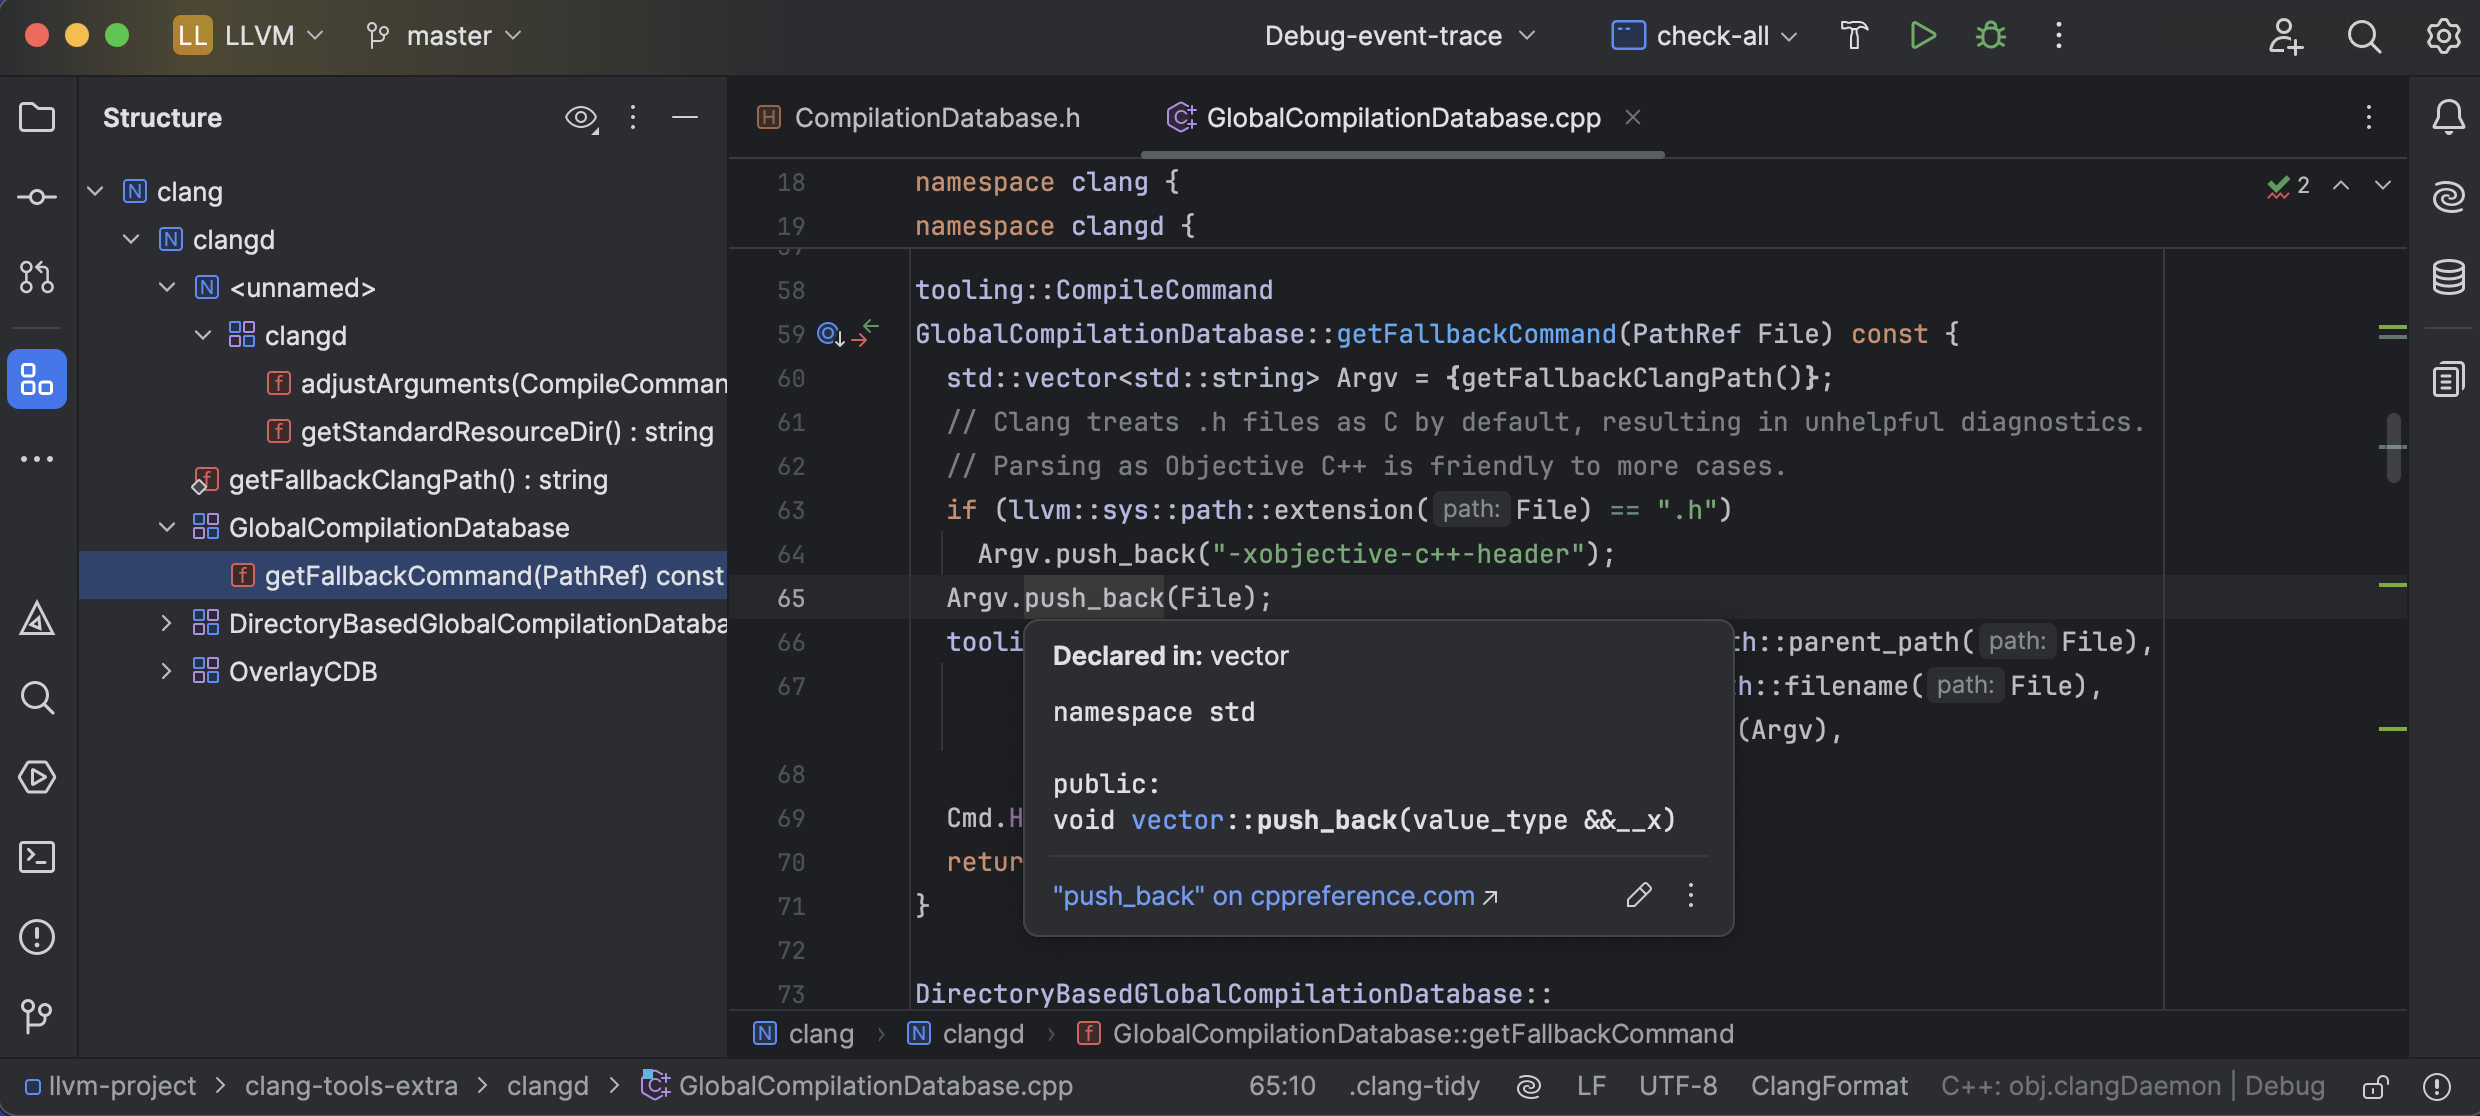 LL LLVM master Debug-event-trace check-all
Structure
clang
clangd
<unnamed>
clangd
adjustArguments(CompileComman
getStandardResourceDir() : string
getFallbackClangPath() : string
GlobalCompilationDatabase
getFallbackCommand(PathRef) const
DirectoryBasedGlobalCompilationDataba
OverlayCDB
CompilationDatabase.h GlobalCompilationDatabase.cpp
2
18 namespace clang {
19 namespace clangd {
57
58 tooling::CompileCommand
59 GlobalCompilationDatabase::getFallbackCommand(PathRef File) const {
60 std::vector<std::string> Argv = {getFallbackClangPath()};
61 // Clang treats .h files as C by default, resulting in unhelpful diagnostics.
62 // Parsing as Objective C++ is friendly to more cases.
63 if (llvm::sys::path::extension( path: File) == ".h")
64 Argv.push_back("-xobjective-c++-header");
65 Argv.push_back(File);
66 tooli th::parent_path( path: File),
67 h::filename( path: File),
(Argv),
68
69 Cmd.H
70 retur
71 }
72
73 DirectoryBasedGlobalCompilationDatabase::
Declared in: vector
namespace std
public:
void vector::push_back(value_type &&__x)
"push_back" on cppreference.com
clang clangd GlobalCompilationDatabase::getFallbackCommand
llvm-project clang-tools-extra clangd GlobalCompilationDatabase.cpp 65:10 .clang-tidy LF UTF-8 ClangFormat C++: obj.clangDaemon | Debug